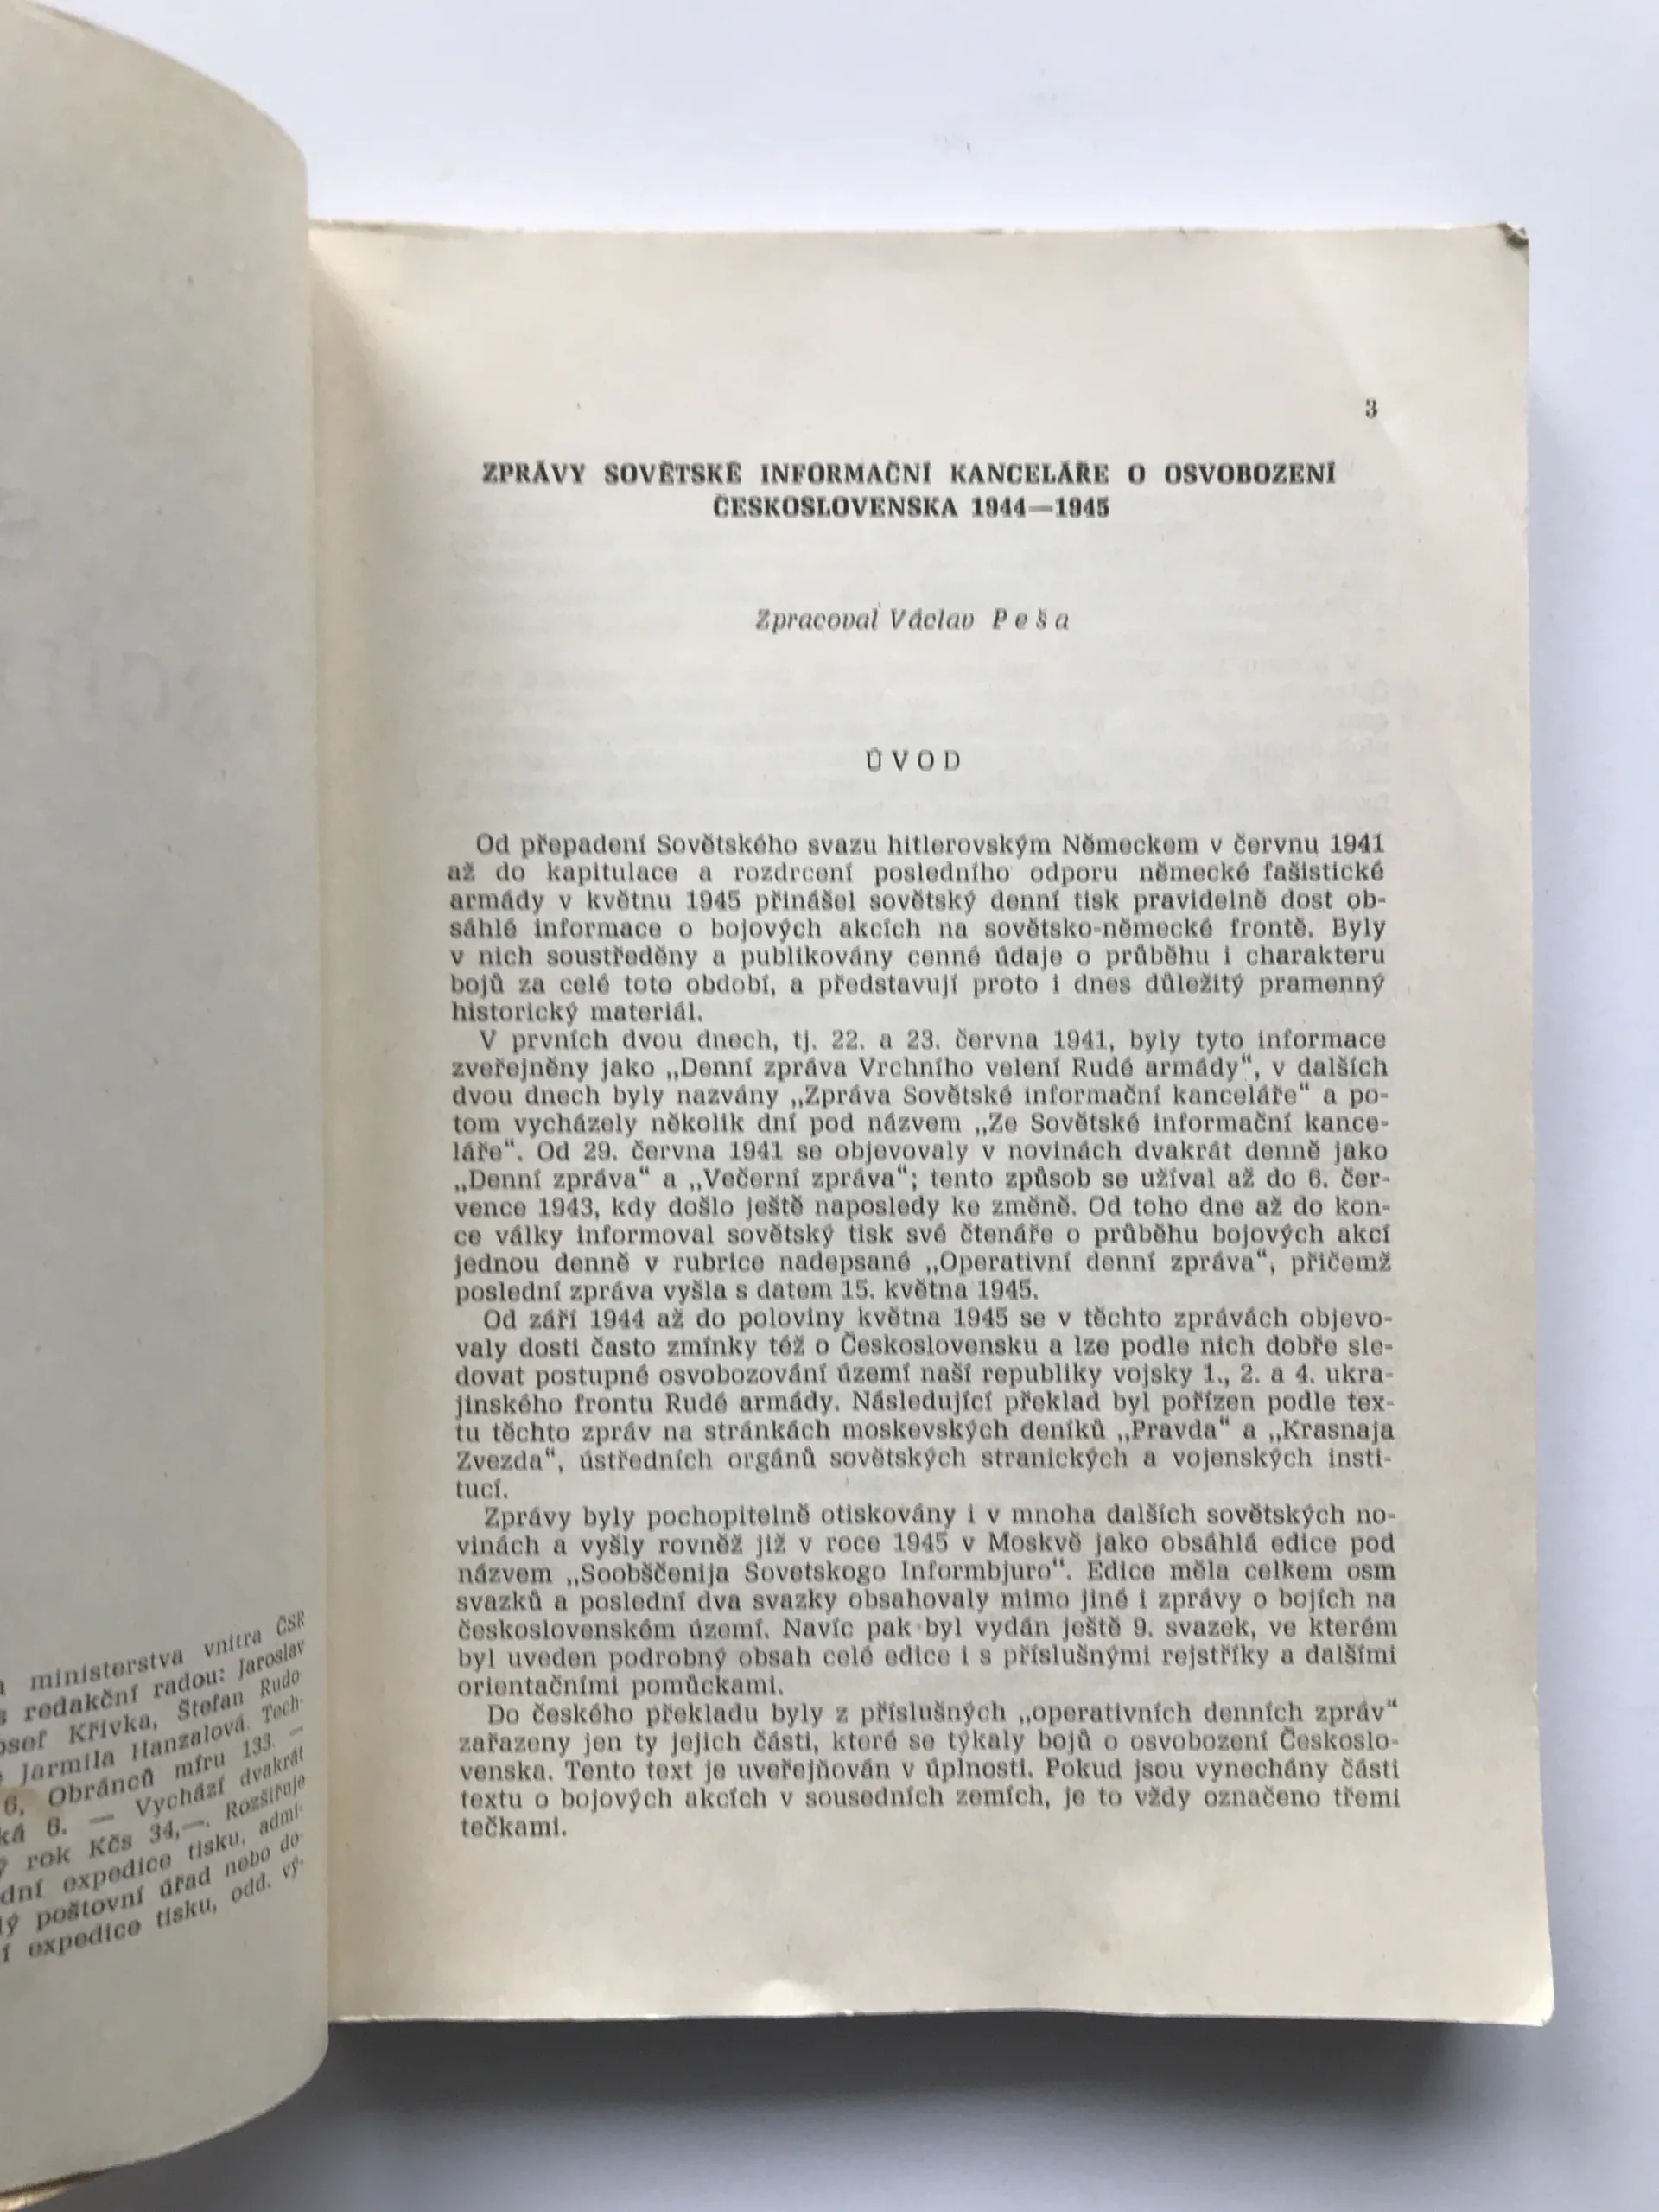 ministerstva vnitra ČSR
s redakční radou: Jaroslav
Křivka, Štefan Rudo-
Jarmila Hanzalová. Tech-
6, Obránců míru 133. —
6. — Vychází dvakrát
rok Kčs 34,—. Rozšiřuje
expedice tisku, admi-
poštovní úřad nebo do-
expedice tisku, odd. vý-
3
ZPRÁVY SOVĚTSKÉ INFORMAČNÍ KANCELÁŘE O OSVOBOZENÍ
ČESKOSLOVENSKA 1944—1945
Zpracoval Václav Peša
ÚVOD
Od přepadení Sovětského svazu hitlerovským Německem v červnu 1941
až do kapitulace a rozdrcení posledního odporu německé fašistické
armády v květnu 1945 přinášel sovětský denní tisk pravidelně dost ob-
sáhlé informace o bojových akcích na sovětsko-německé frontě. Byly
v nich soustředěny a publikovány cenné údaje o průběhu i charakteru
bojů za celé toto období, a představují proto i dnes důležitý pramenný
historický materiál.
V prvních dvou dnech, tj. 22. a 23. června 1941, byly tyto informace
zveřejněny jako „Denní zpráva Vrchního velení Rudé armády“, v dalších
dvou dnech byly nazvány „Zpráva Sovětské informační kanceláře“ a po-
tom vycházely několik dní pod názvem „Ze Sovětské informační kance-
láře“. Od 29. června 1941 se objevovaly v novinách dvakrát denně jako
„Denní zpráva“ a „Večerní zpráva“; tento způsob se užíval až do 6. čer-
vence 1943, kdy došlo ještě naposledy ke změně. Od toho dne až do kon-
ce války informoval sovětský tisk své čtenáře o průběhu bojových akcí
jednou denně v rubrice nadepsané „Operativní denní zpráva“, přičemž
poslední zpráva vyšla s datem 15. května 1945.
Od září 1944 až do poloviny května 1945 se v těchto zprávách objevo-
valy dosti často zmínky též o Československu a lze podle nich dobře sle-
dovat postupné osvobozování území naší republiky vojsky 1., 2. a 4. ukra-
jinského frontu Rudé armády. Následující překlad byl pořízen podle tex-
tu těchto zpráv na stránkách moskevských deníků „Pravda“ a „Krasnaja
Zvezda“, ústředních orgánů sovětských stranických a vojenských insti-
tucí.
Zprávy byly pochopitelně otiskovány i v mnoha dalších sovětských no-
vinách a vyšly rovněž již v roce 1945 v Moskvě jako obsáhlá edice pod
názvem „Soobščenija Sovetskogo Informbjuro“. Edice měla celkem osm
svazků a poslední dva svazky obsahovaly mimo jiné i zprávy o bojích na
československém území. Navíc pak byl vydán ještě 9. svazek, ve kterém
byl uveden podrobný obsah celé edice i s příslušnými rejstříky a dalšími
orientačními pomůckami.
Do českého překladu byly z příslušných „operativních denních zpráv“
zařazeny jen ty jejich části, které se týkaly bojů o osvobození Českoslo-
venska. Tento text je uveřejňován v úplnosti. Pokud jsou vynechány části
textu o bojových akcích v sousedních zemích, je to vždy označeno třemi
tečkami.